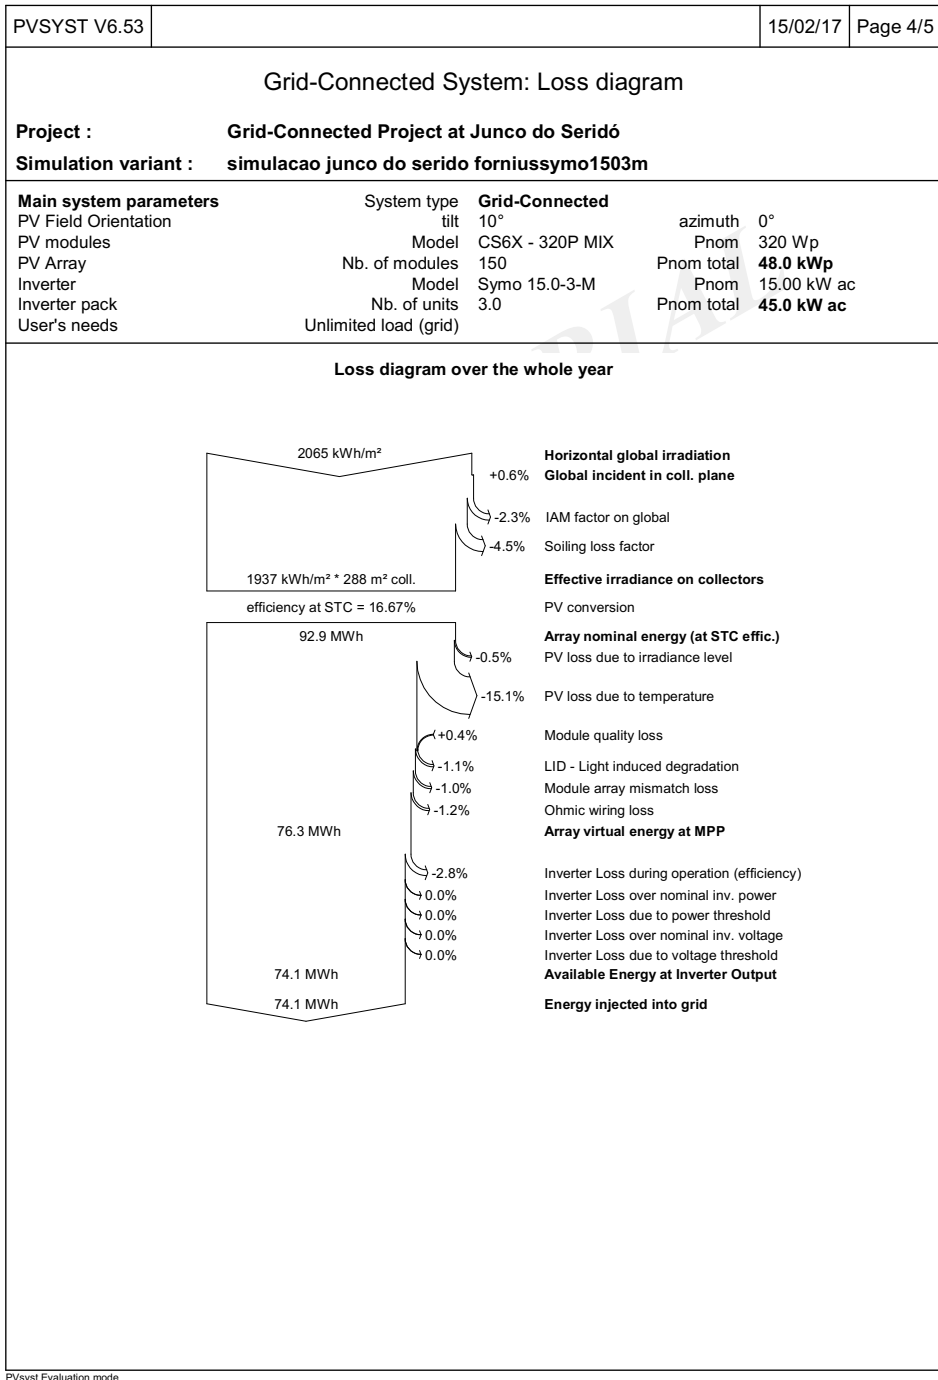 PVSYST V6.53 15/02/17 Page 4/5
Grid-Connected System: Loss diagram
Project : Grid-Connected Project at Junco do Seridó
Simulation variant : simulacao junco do serido forniussymo1503m
Main system parameters System type Grid-Connected
PV Field Orientation tilt 10° azimuth 0°
PV modules Model CS6X - 320P MIX Pnom 320 Wp
PV Array Nb. of modules 150 Pnom total 48.0 kWp
Inverter Model Symo 15.0-3-M Pnom 15.00 kW ac
Inverter pack Nb. of units 3.0 Pnom total 45.0 kW ac
User's needs Unlimited load (grid)
RIAL
Loss diagram over the whole year
2065 kWh/m² Horizontal global irradiation
+0.6% Global incident in coll. plane
-2.3% IAM factor on global
-4.5% Soiling loss factor
1937 kWh/m² * 288 m² coll. Effective irradiance on collectors
efficiency at STC = 16.67% PV conversion
92.9 MWh Array nominal energy (at STC effic.)
-0.5% PV loss due to irradiance level
-15.1% PV loss due to temperature
+0.4% Module quality loss
-1.1% LID - Light induced degradation
-1.0% Module array mismatch loss
-1.2% Ohmic wiring loss
76.3 MWh Array virtual energy at MPP
-2.8% Inverter Loss during operation (efficiency)
0.0% Inverter Loss over nominal inv. power
0.0% Inverter Loss due to power threshold
0.0% Inverter Loss over nominal inv. voltage
0.0% Inverter Loss due to voltage threshold
74.1 MWh Available Energy at Inverter Output
74.1 MWh Energy injected into grid
PVsyst Evaluation mode